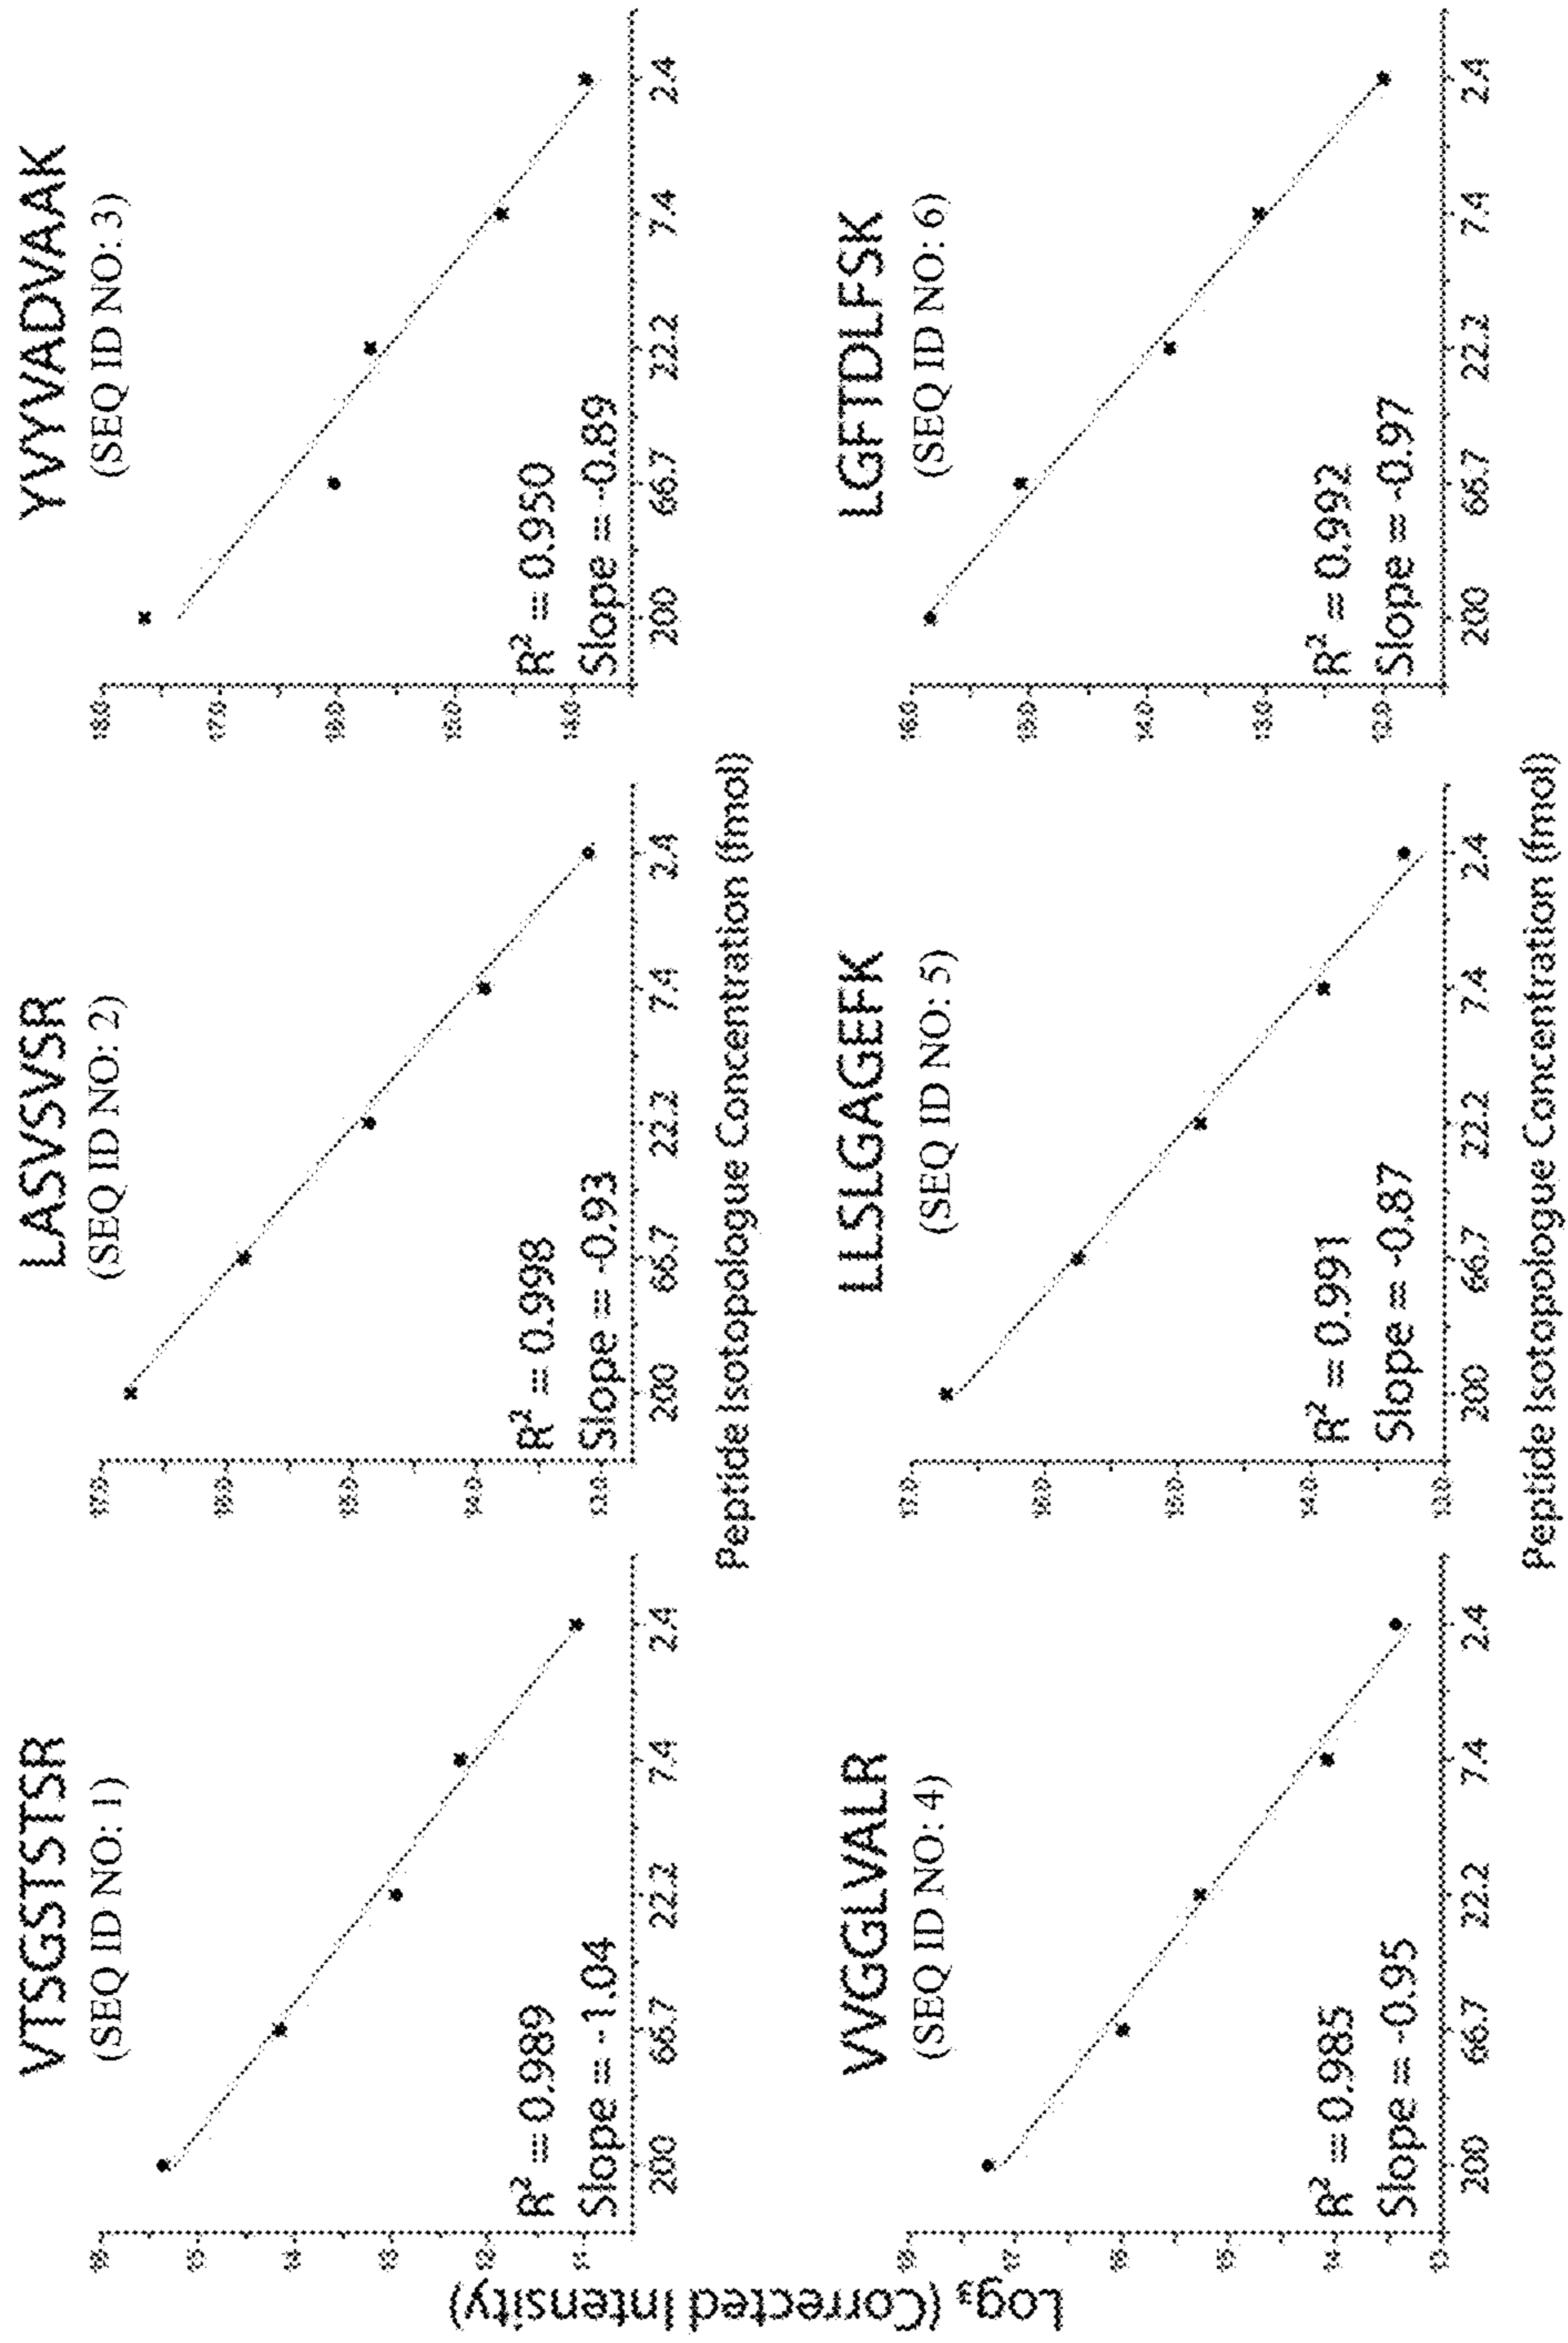 Log₃ (Corrected Intensity)
VTSGSTSTSR
(SEQ ID NO: 1)
R² = 0.989
Slope = -1.04
200 66.7 22.2 7.4 2.4
LASVSVSR
(SEQ ID NO: 2)
R² = 0.998
Slope = -0.93
200 66.7 22.2 7.4 2.4
YVYVADVAAK
(SEQ ID NO: 3)
R² = 0.950
Slope = -0.89
200 66.7 22.2 7.4 2.4
Peptide Isotopologue Concentration (fmol)
VVGGLVALR
(SEQ ID NO: 4)
R² = 0.985
Slope = -0.95
200 66.7 22.2 7.4 2.4
LLSLGAGEFK
(SEQ ID NO: 5)
R² = 0.991
Slope = -0.87
200 66.7 22.2 7.4 2.4
LGFTDLFSK
(SEQ ID NO: 6)
R² = 0.992
Slope = -0.97
200 66.7 22.2 7.4 2.4
Peptide Isotopologue Concentration (fmol)